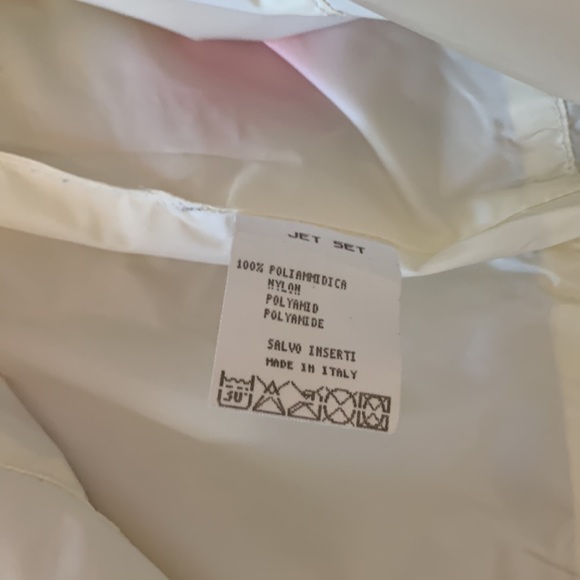 JET SET
100% POLIAMMIDICA
NYLON
POLYAMID
POLYAMIDE
SALVO INSERTI
MADE IN ITALY
30°